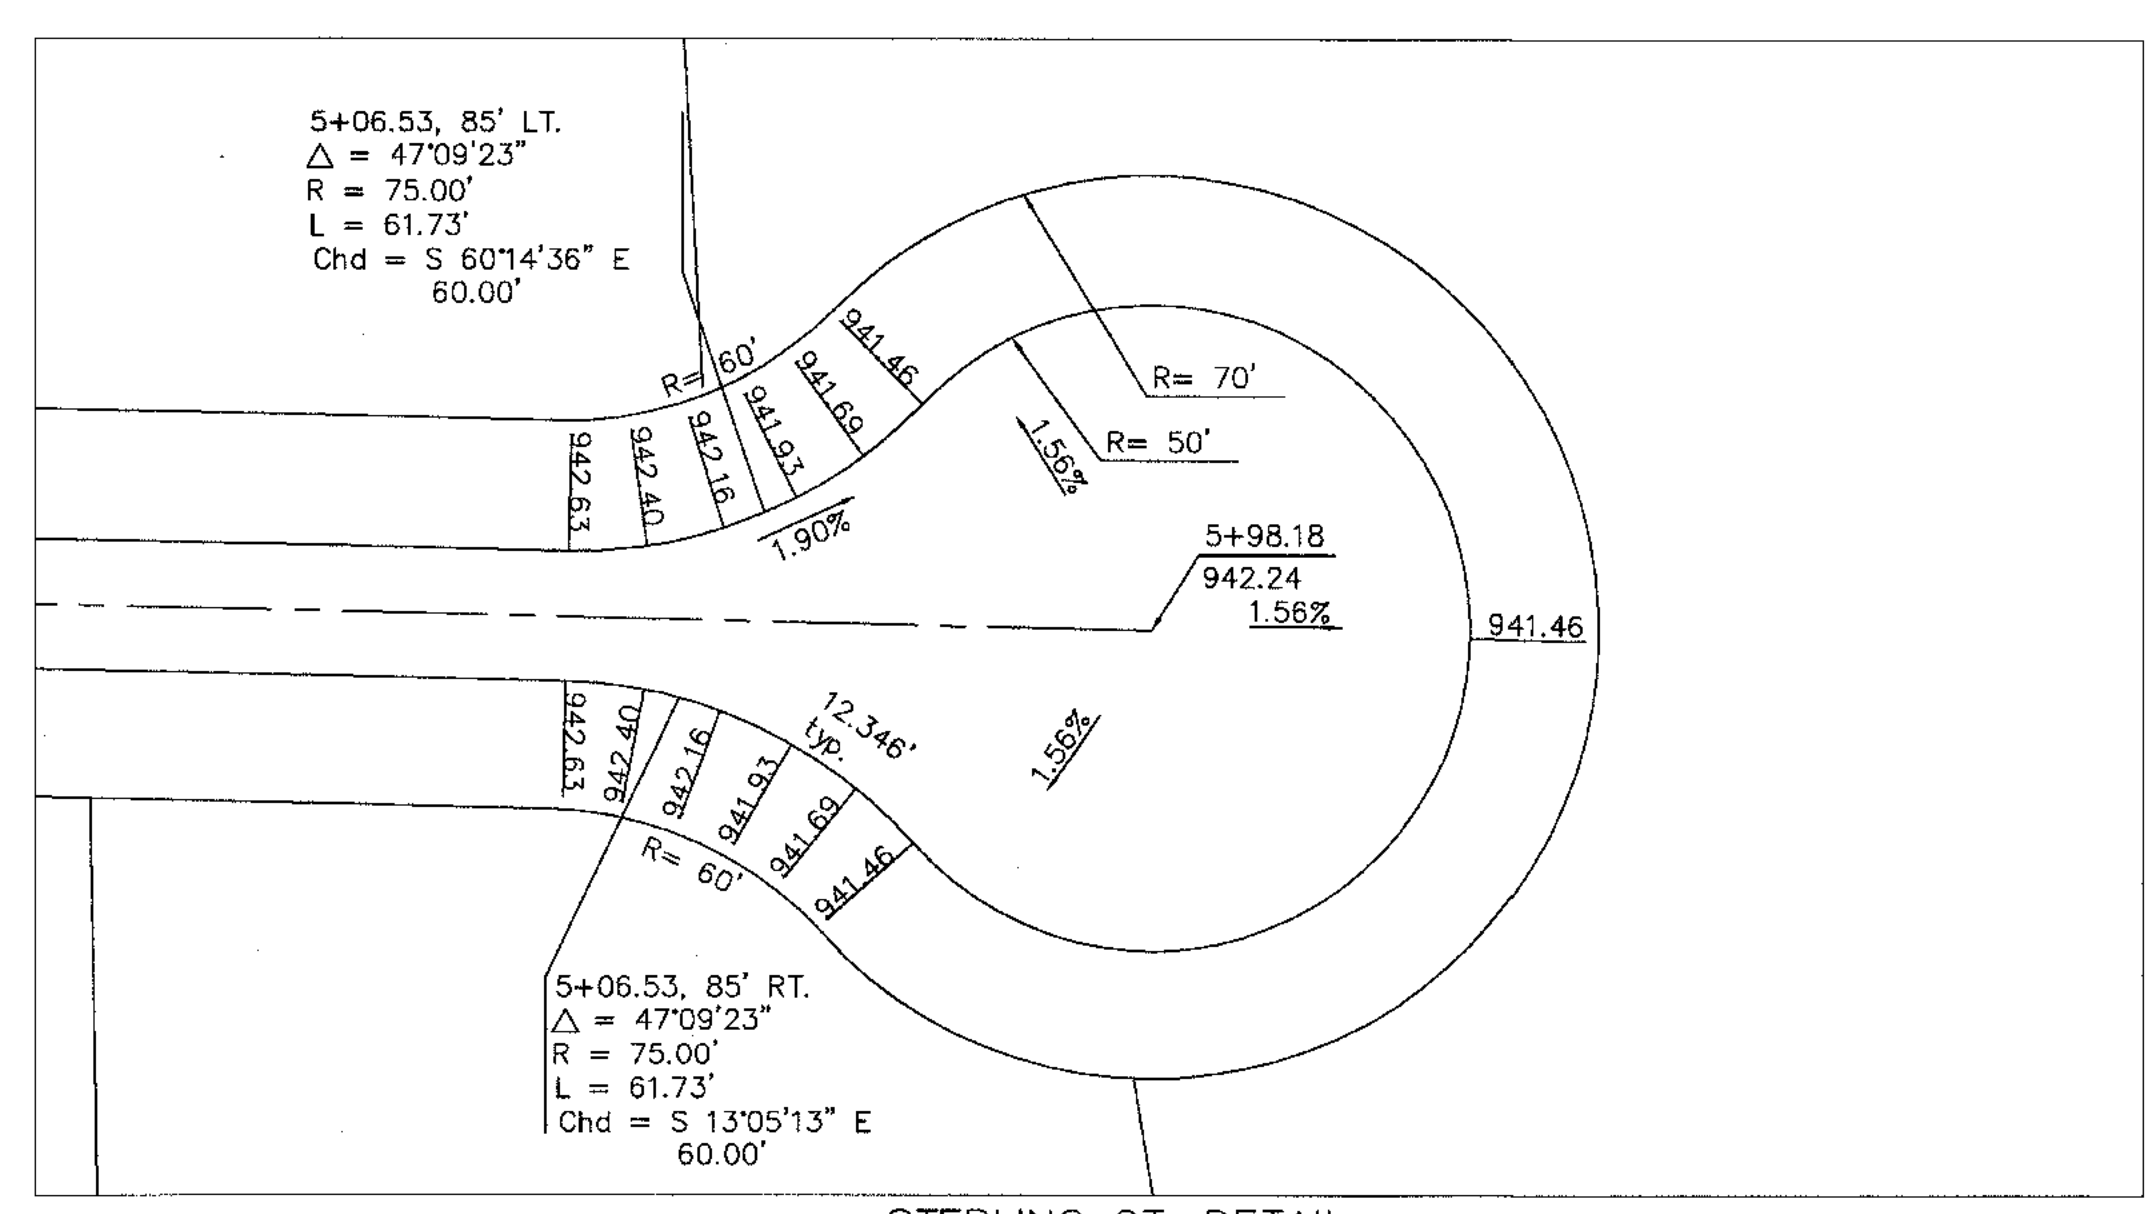 5+06.53, 85' LT.
△ = 47°09'23"
R = 75.00'
L = 61.73'
Chd = S 60°14'36" E
60.00'
R= 60'
942.63
942.40
942.16
941.93
941.69
941.46
1.90%
R= 70'
R= 50'
1.56%
5+98.18
942.24
1.56%
941.46
1.56%
12.346'
typ.
942.63
942.40
942.16
941.93
941.69
941.46
R= 60'
5+06.53, 85' RT.
△ = 47°09'23"
R = 75.00'
L = 61.73'
Chd = S 13°05'13" E
60.00'